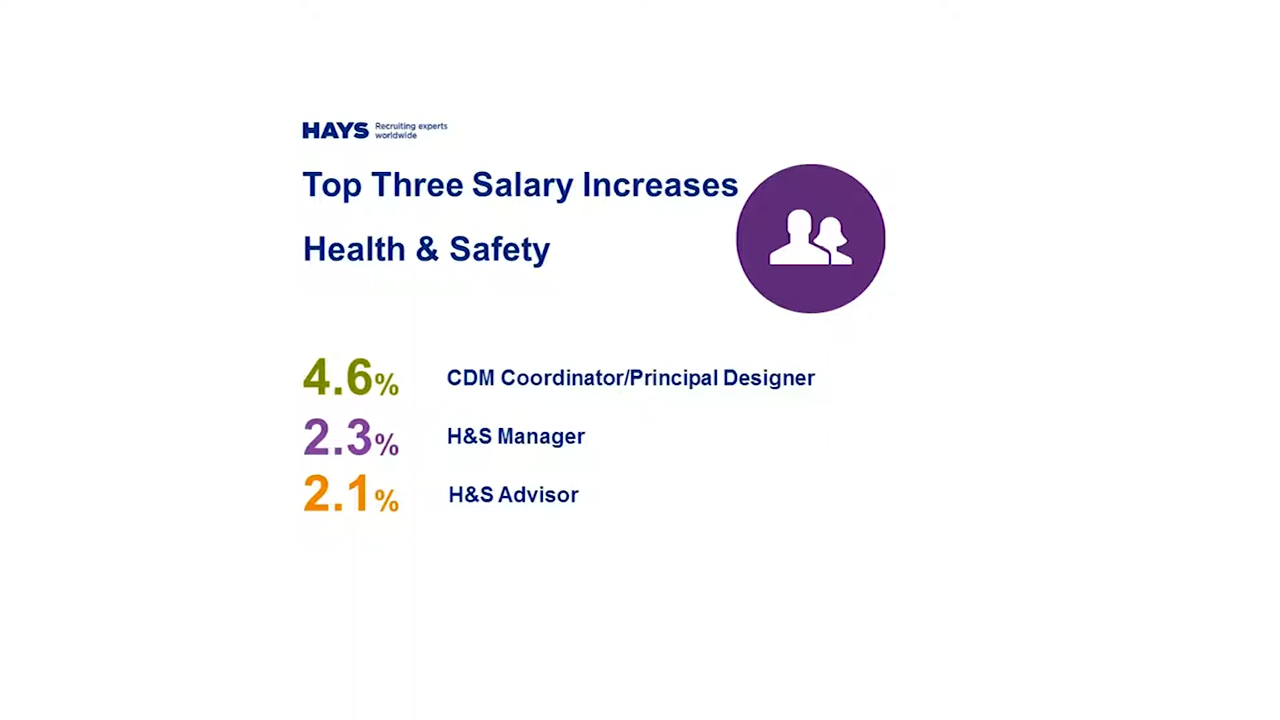 HAYS Recruiting experts
worldwide
Top Three Salary Increases
Health & Safety
4.6% CDM Coordinator/Principal Designer
2.3% H&S Manager
2.1% H&S Advisor